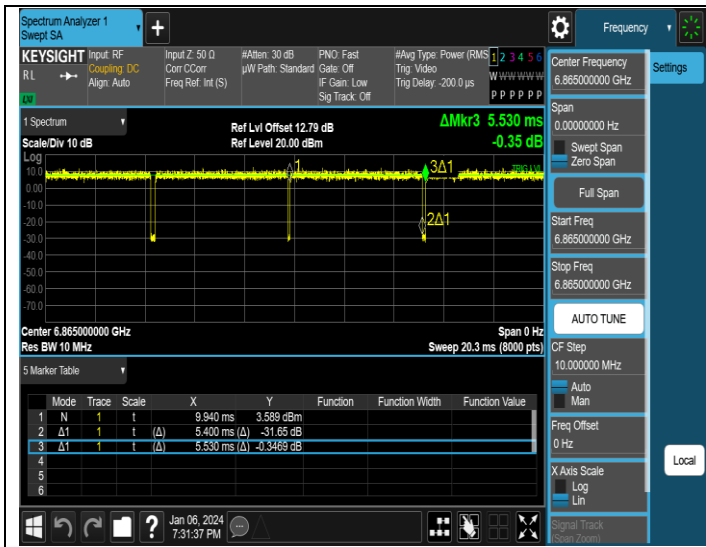 Spectrum Analyzer 1
Swept SA
Frequency
KEYSIGHT
RL
Input: RF
Coupling: DC
Align: Auto
Input Z: 50 Ω
Corr CCorr
Freq Ref: Int (S)
#Atten: 30 dB
µW Path: Standard
PNO: Fast
Gate: Off
IF Gain: Low
Sig Track: Off
#Avg Type: Power (RMS
Trig: Video
Trig Delay: -200.0 µs
1 2 3 4 5 6
W W W W W W
P P P P P P
Center Frequency
6.865000000 GHz
Settings
Span
0.00000000 Hz
Swept Span
Zero Span
Full Span
Start Freq
6.865000000 GHz
Stop Freq
6.865000000 GHz
AUTO TUNE
CF Step
10.000000 MHz
Auto
Man
Freq Offset
0 Hz
X Axis Scale
Log
Lin
Signal Track
(Span Zoom)
Local
1 Spectrum
Scale/Div 10 dB
Ref Lvl Offset 12.79 dB
Ref Level 20.00 dBm
ΔMkr3 5.530 ms
-0.35 dB
Log
10.0
0.00
-10.0
-20.0
-30.0
-40.0
-50.0
-60.0
-70.0
1
3Δ1
2Δ1
TRIG LVL
Center 6.865000000 GHz
Res BW 10 MHz
Span 0 Hz
Sweep 20.3 ms (8000 pts)
5 Marker Table
Mode Trace Scale X Y Function Function Width Function Value
1 N 1 t 9.940 ms 3.589 dBm
2 Δ1 1 t (Δ) 5.400 ms (Δ) -31.65 dB
3 Δ1 1 t (Δ) 5.530 ms (Δ) -0.3469 dB
4
5
6
?
Jan 06, 2024
7:31:37 PM